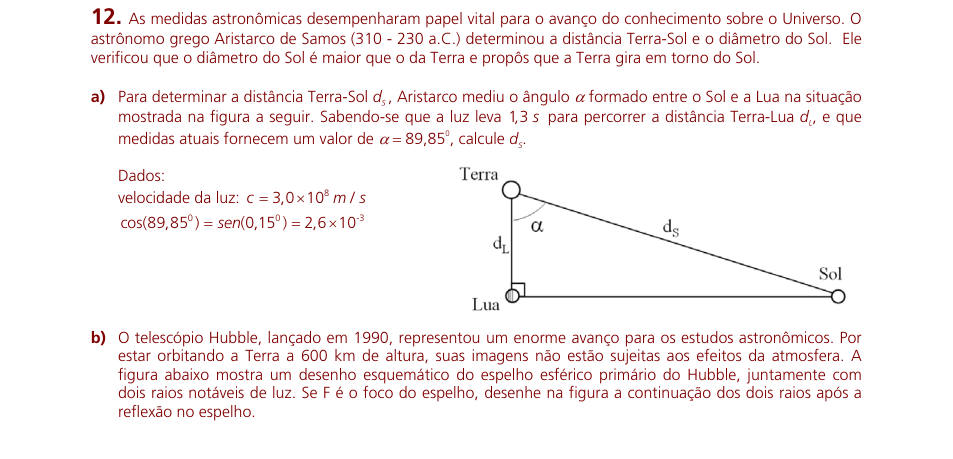 12. As medidas astronômicas desempenharam papel vital para o avanço do conhecimento sobre o Universo. O
astrônomo grego Aristarco de Samos (310 - 230 a.C.) determinou a distância Terra-Sol e o diâmetro do Sol. Ele
verificou que o diâmetro do Sol é maior que o da Terra e propôs que a Terra gira em torno do Sol.
a) Para determinar a distância Terra-Sol dₛ, Aristarco mediu o ângulo α formado entre o Sol e a Lua na situação
mostrada na figura a seguir. Sabendo-se que a luz leva 1,3 s para percorrer a distância Terra-Lua d_L, e que
medidas atuais fornecem um valor de α = 89,85⁰, calcule dₛ.
Dados:
velocidade da luz: c = 3,0×10⁸ m / s
cos(89,85⁰) = sen(0,15⁰) = 2,6×10⁻³
Terra
α
d_S
d_L
Sol
Lua
b) O telescópio Hubble, lançado em 1990, representou um enorme avanço para os estudos astronômicos. Por
estar orbitando a Terra a 600 km de altura, suas imagens não estão sujeitas aos efeitos da atmosfera. A
figura abaixo mostra um desenho esquemático do espelho esférico primário do Hubble, juntamente com
dois raios notáveis de luz. Se F é o foco do espelho, desenhe na figura a continuação dos dois raios após a
reflexão no espelho.